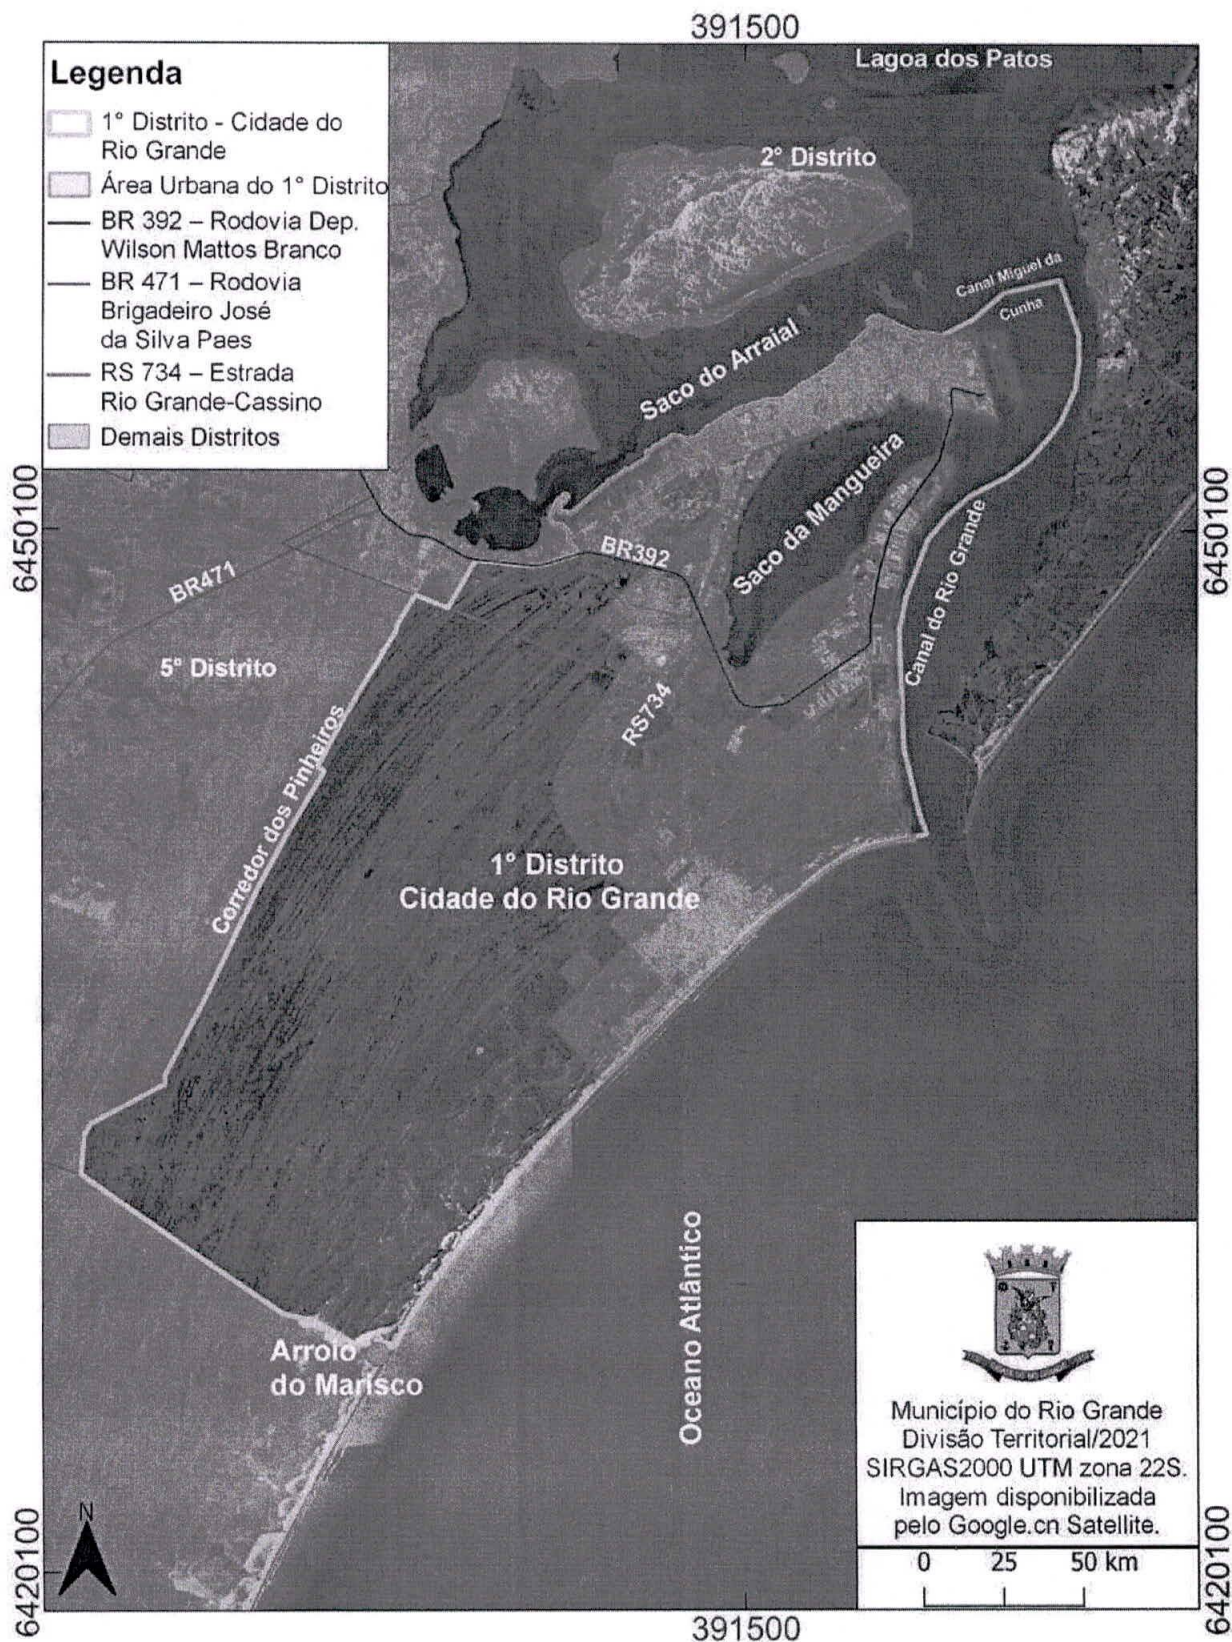 391500
Legenda
1° Distrito - Cidade do
Rio Grande
Área Urbana do 1° Distrito
BR 392 – Rodovia Dep.
Wilson Mattos Branco
BR 471 – Rodovia
Brigadeiro José
da Silva Paes
RS 734 – Estrada
Rio Grande-Cassino
Demais Distritos
Lagoa dos Patos
2° Distrito
Canal Miguel da
Cunha
Saco do Arraial
Saco da Mangueira
6450100
6450100
BR392
BR471
Canal do Rio Grande
5° Distrito
RS734
Corredor dos Pinheiros
1° Distrito
Cidade do Rio Grande
Oceano Atlântico
Arroio
do Marisco
Município do Rio Grande
Divisão Territorial/2021
SIRGAS2000 UTM zona 22S.
Imagem disponibilizada
pelo Google.cn Satellite.
0 25 50 km
N
6420100
6420100
391500